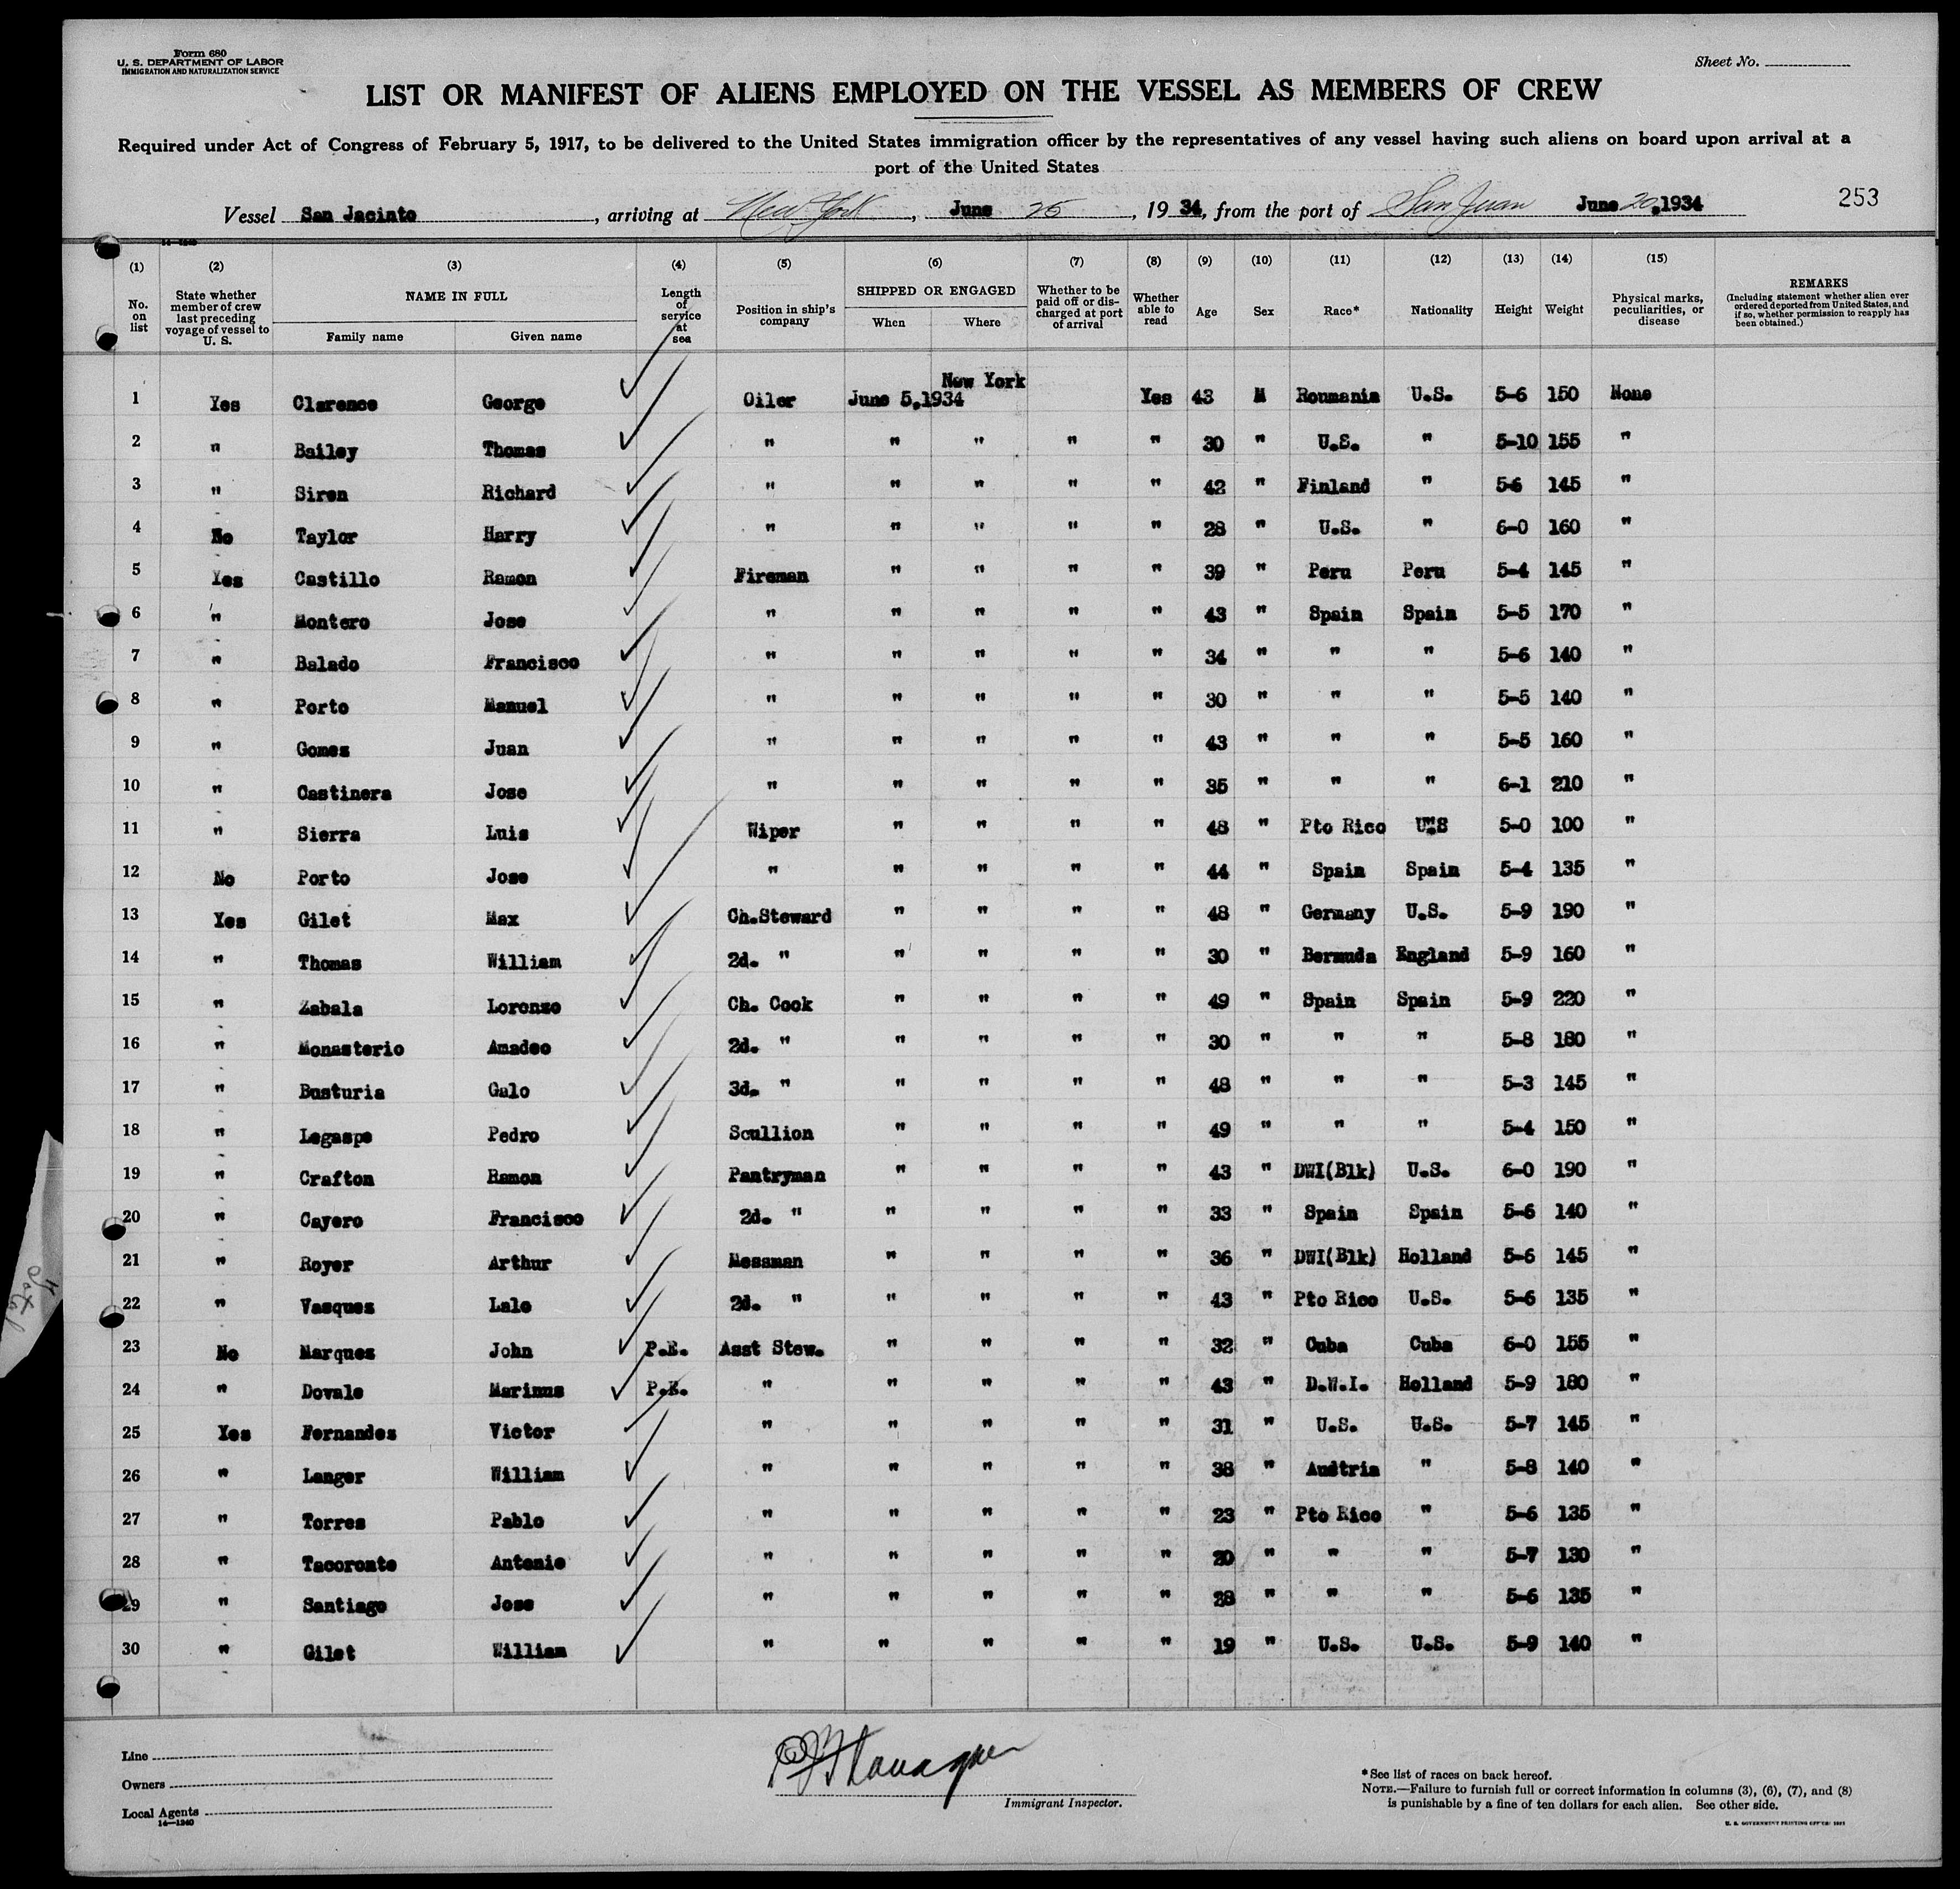 Form 680
U. S. DEPARTMENT OF LABOR
IMMIGRATION AND NATURALIZATION SERVICE
Sheet No.
LIST OR MANIFEST OF ALIENS EMPLOYED ON THE VESSEL AS MEMBERS OF CREW
Required under Act of Congress of February 5, 1917, to be delivered to the United States immigration officer by the representatives of any vessel having such aliens on board upon arrival at a
port of the United States
Vessel San Jacinto, arriving at New York, June 25, 1934, from the port of San Juan June 20,1934 253
14—1240
(1) (2) (3) (4) (5) (6) (7) (8) (9) (10) (11) (12) (13) (14) (15)
No. on list | State whether member of crew last preceding voyage of vessel to U. S. | NAME IN FULL | Family name | Given name | Length of service at sea | Position in ship's company | SHIPPED OR ENGAGED | When | Where | Whether to be paid off or discharged at port of arrival | Whether able to read | Age | Sex | Race* | Nationality | Height | Weight | Physical marks, peculiarities, or disease | REMARKS (Including statement whether alien ever ordered deported from United States, and if so, whether permission to reapply has been obtained.)
1 Yes Clarence George Oiler June 5,1934 New York Yes 43 M Roumania U.S. 5-6 150 None
2 " Bailey Thomas " " " " " 30 " U.S. " 5-10 155 "
3 " Siren Richard " " " " " 42 " Finland " 5-6 145 "
4 No Taylor Harry " " " " " 28 " U.S. " 6-0 160 "
5 Yes Castillo Ramon Fireman " " " " 39 " Peru Peru 5-4 145 "
6 " Montero Jose " " " " " 43 " Spain Spain 5-5 170 "
7 " Balado Francisco " " " " " 34 " " " 5-6 140 "
8 " Porto Manuel " " " " " 30 " " " 5-5 140 "
9 " Gomes Juan " " " " " 43 " " " 5-5 160 "
10 " Castinera Jose " " " " " 35 " " " 6-1 210 "
11 " Sierra Luis Wiper " " " " 48 " Pto Rico U"S 5-0 100 "
12 No Porto Jose " " " " " 44 " Spain Spain 5-4 135 "
13 Yes Gilet Max Ch.Steward " " " " 48 " Germany U.S. 5-9 190 "
14 " Thomas William 2d. " " " " " 30 " Bermuda England 5-9 160 "
15 " Zabala Lorenzo Ch. Cook " " " " 49 " Spain Spain 5-9 220 "
16 " Monasterio Amadeo 2d. " " " " " 30 " " " 5-8 180 "
17 " Busturia Galo 3d. " " " " " 48 " " " 5-3 145 "
18 " Legaspe Pedro Scullion " " " " 49 " " " 5-4 150 "
19 " Crafton Ramon Pantryman " " " " 43 " DWI(Blk) U.S. 6-0 190 "
20 " Cayero Francisco 2d. " " " " " 33 " Spain Spain 5-6 140 "
21 " Royer Arthur Messman " " " " 36 " DWI(Blk) Holland 5-6 145 "
22 " Vasques Lalo 2d. " " " " " 43 " Pto Rico U.S. 5-6 135 "
23 No Marques John P.E. Asst Stew. " " " " 32 " Cuba Cuba 6-0 155 "
24 " Dovale Marinus P.E. " " " " " 43 " D.W.I. Holland 5-9 180 "
25 Yes Fernandes Victor " " " " " 31 " U.S. U.S. 5-7 145 "
26 " Langer William " " " " " 38 " Audtria " 5-8 140 "
27 " Torres Pablo " " " " " 23 " Pto Rico " 5-6 135 "
28 " Tacoronte Antonio " " " " " 20 " " " 5-7 130 "
29 " Santiago Jose " " " " " 28 " " " 5-6 135 "
30 " Gilet William " " " " " 19 " U.S. U.S. 5-9 140 "
Line
Owners
Local Agents
14—1240
Immigrant Inspector.
*See list of races on back hereof.
NOTE.—Failure to furnish full or correct information in columns (3), (6), (7), and (8)
is punishable by a fine of ten dollars for each alien. See other side.